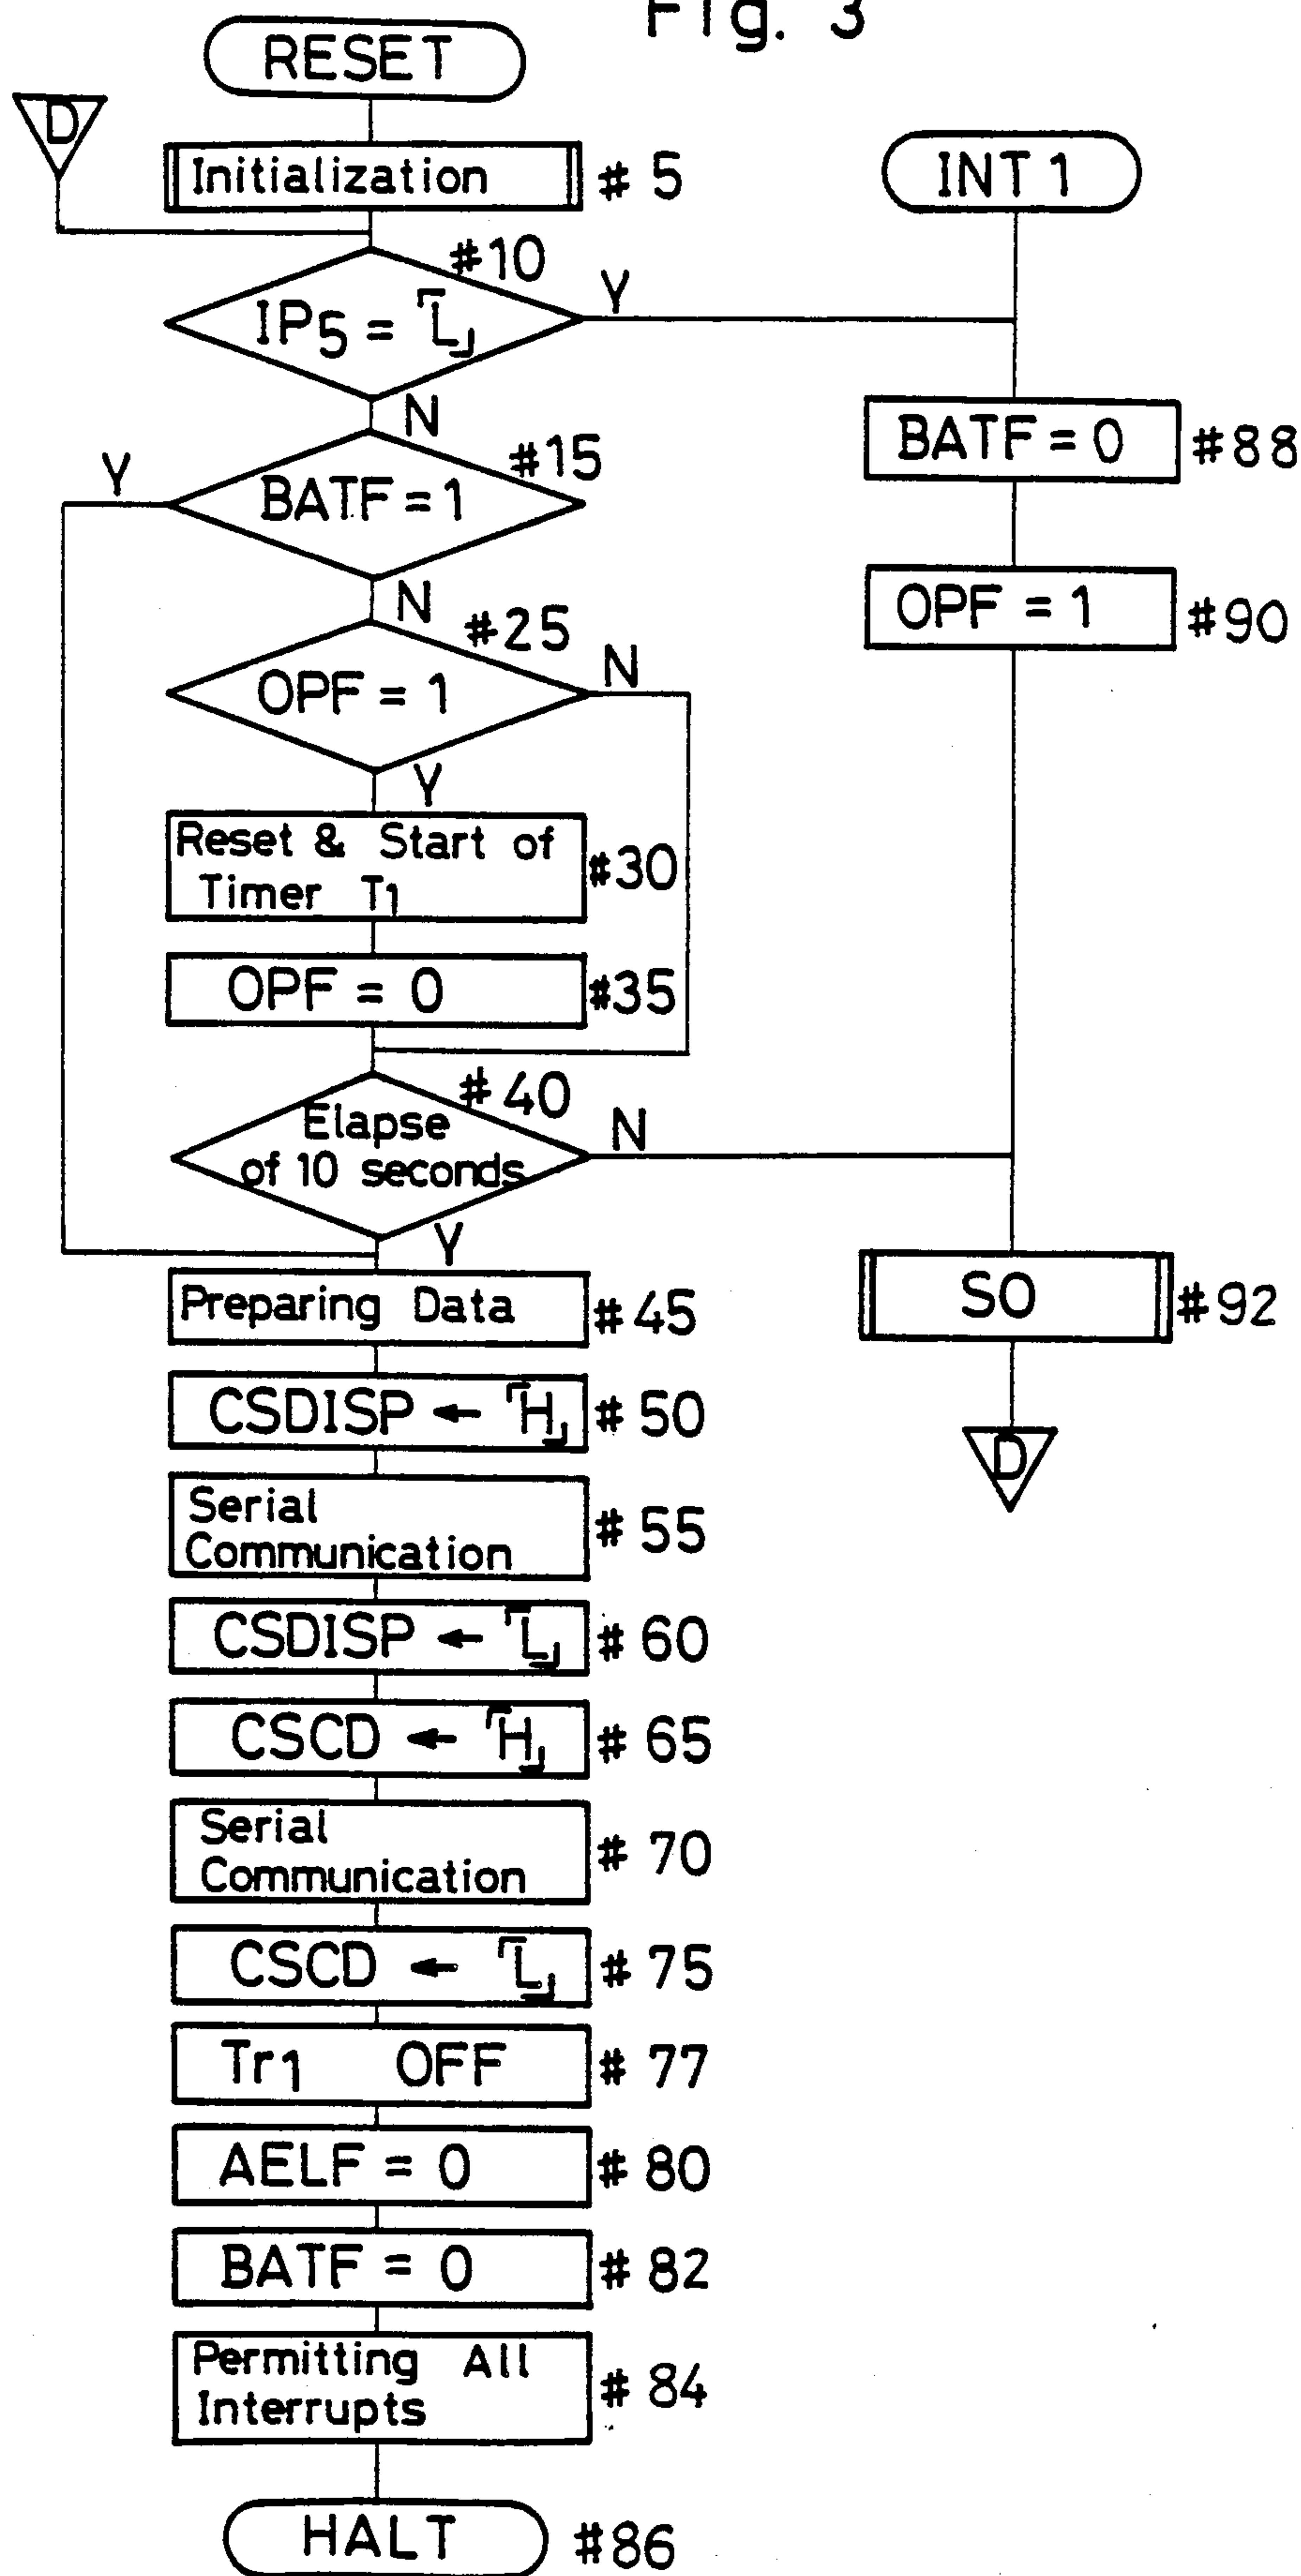 Fig. 3
RESET
D
Initialization # 5
INT 1
#10
IP5 = 「L」
Y
N
#15
BATF = 1
Y
BATF = 0 #88
N
#25
OPF = 1
N
OPF = 1 #90
Y
Reset & Start of
Timer T1
#30
OPF = 0 #35
#40
Elapse
of 10 seconds
N
Y
Preparing Data #45
SO #92
CSDISP ← 「H」 # 50
D
Serial
Communication
# 55
CSDISP ← 「L」 # 60
CSCD ← 「H」 # 65
Serial
Communication
# 70
CSCD ← 「L」 # 75
Tr1 OFF # 77
AELF = 0 # 80
BATF = 0 # 82
Permitting All
Interrupts
# 84
HALT #86